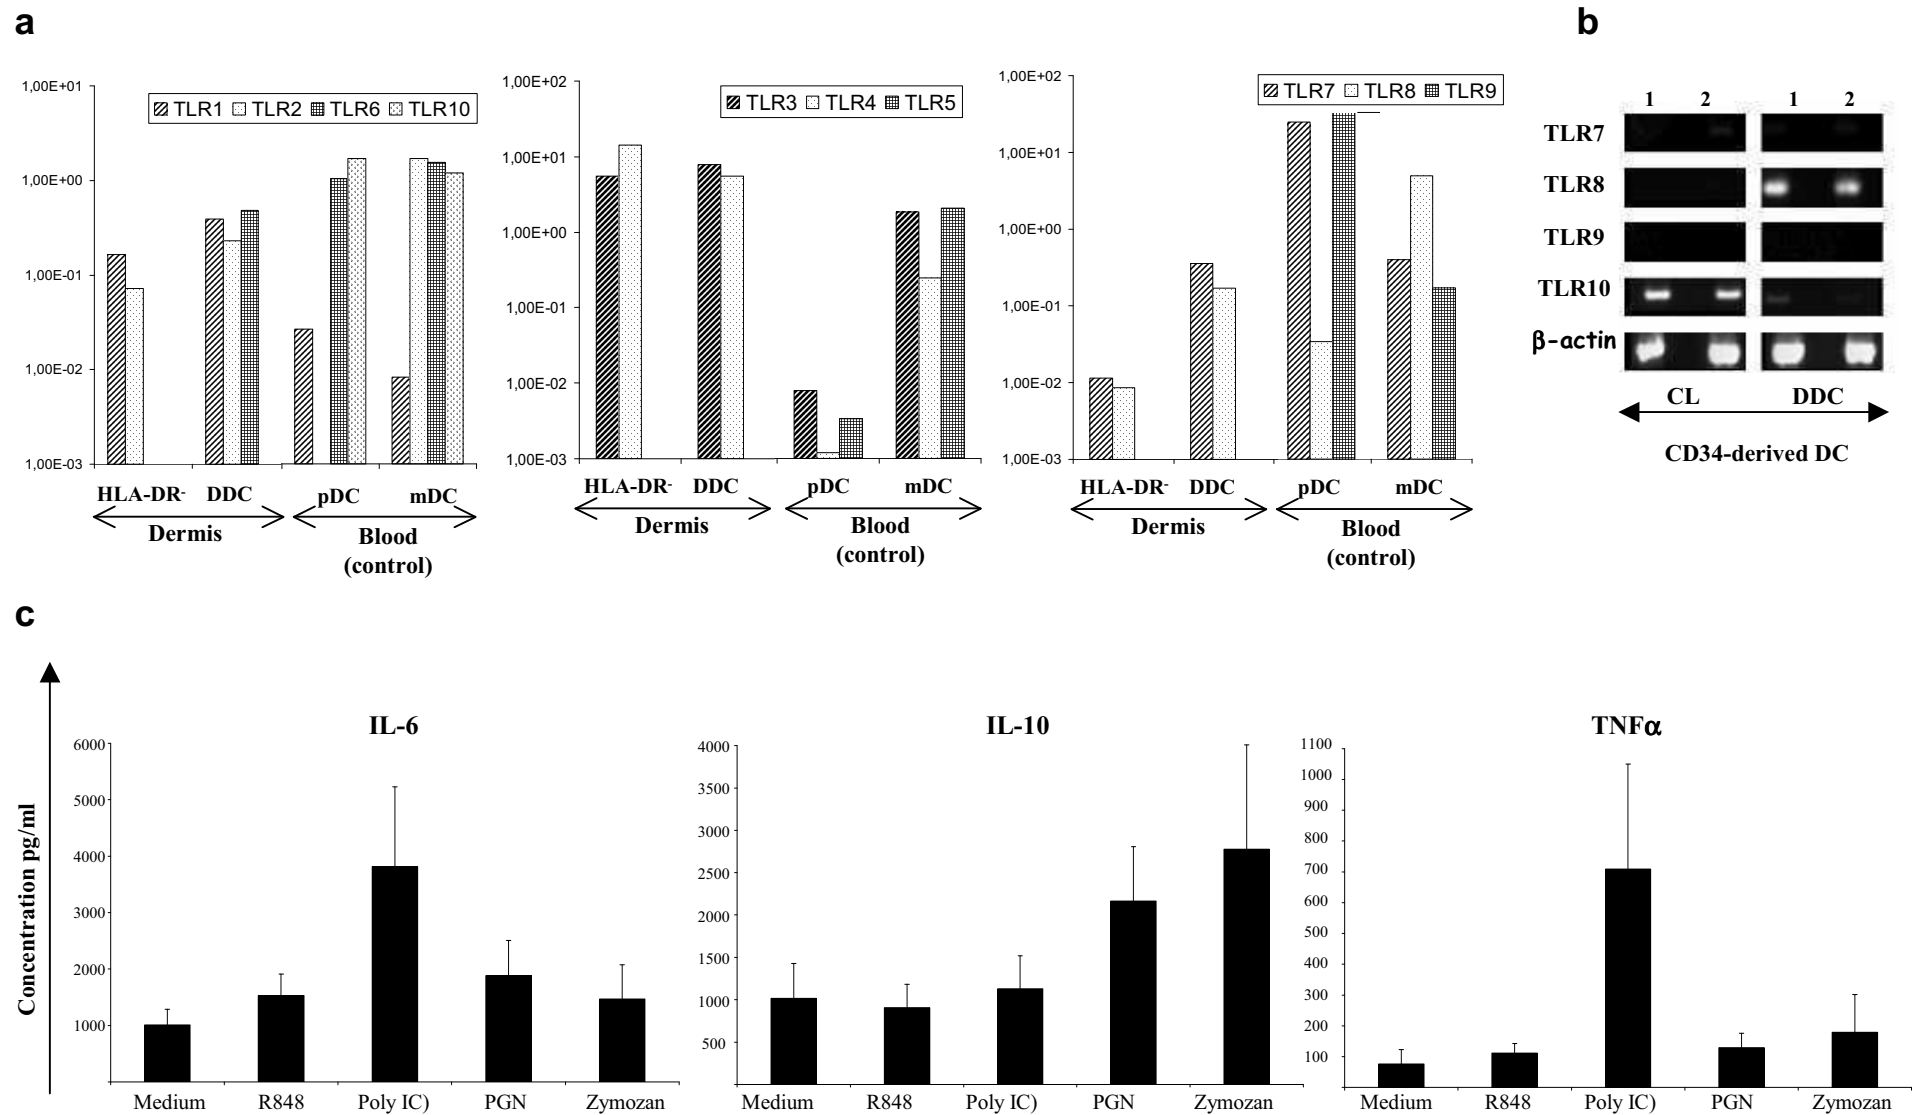 a
b
1,00E+01
1,00E+00
1,00E-01
1,00E-02
1,00E-03
TLR1 TLR2 TLR6 TLR10
HLA-DR- DDC pDC mDC
Dermis
Blood
(control)
1,00E+02
1,00E+01
1,00E+00
1,00E-01
1,00E-02
1,00E-03
TLR3 TLR4 TLR5
HLA-DR- DDC pDC mDC
Dermis
Blood
(control)
1,00E+02
1,00E+01
1,00E+00
1,00E-01
1,00E-02
1,00E-03
TLR7 TLR8 TLR9
HLA-DR- DDC pDC mDC
Dermis
Blood
(control)
1 2 1 2
TLR7
TLR8
TLR9
TLR10
β-actin
CL DDC
CD34-derived DC
c
Concentration pg/ml
IL-6
6000
5000
4000
3000
2000
1000
Medium R848 Poly IC) PGN Zymozan
IL-10
4000
3500
3000
2500
2000
1500
1000
500
Medium R848 Poly IC) PGN Zymozan
TNFα
1100
1000
900
800
700
600
500
400
300
200
100
Medium R848 Poly IC) PGN Zymozan